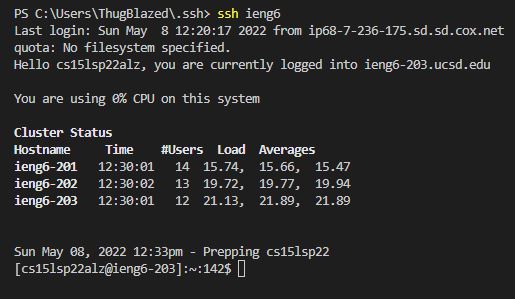 PS C:\Users\ThugBlazed\.ssh> ssh ieng6
Last login: Sun May  8 12:20:17 2022 from ip68-7-236-175.sd.sd.cox.net
quota: No filesystem specified.
Hello cs15lsp22alz, you are currently logged into ieng6-203.ucsd.edu

You are using 0% CPU on this system

Cluster Status
Hostname     Time    #Users  Load  Averages
ieng6-201   12:30:01   14  15.74,  15.66,  15.47
ieng6-202   12:30:02   13  19.72,  19.77,  19.94
ieng6-203   12:30:01   12  21.13,  21.89,  21.89

Sun May 08, 2022 12:33pm - Prepping cs15lsp22
[cs15lsp22alz@ieng6-203]:~:142$